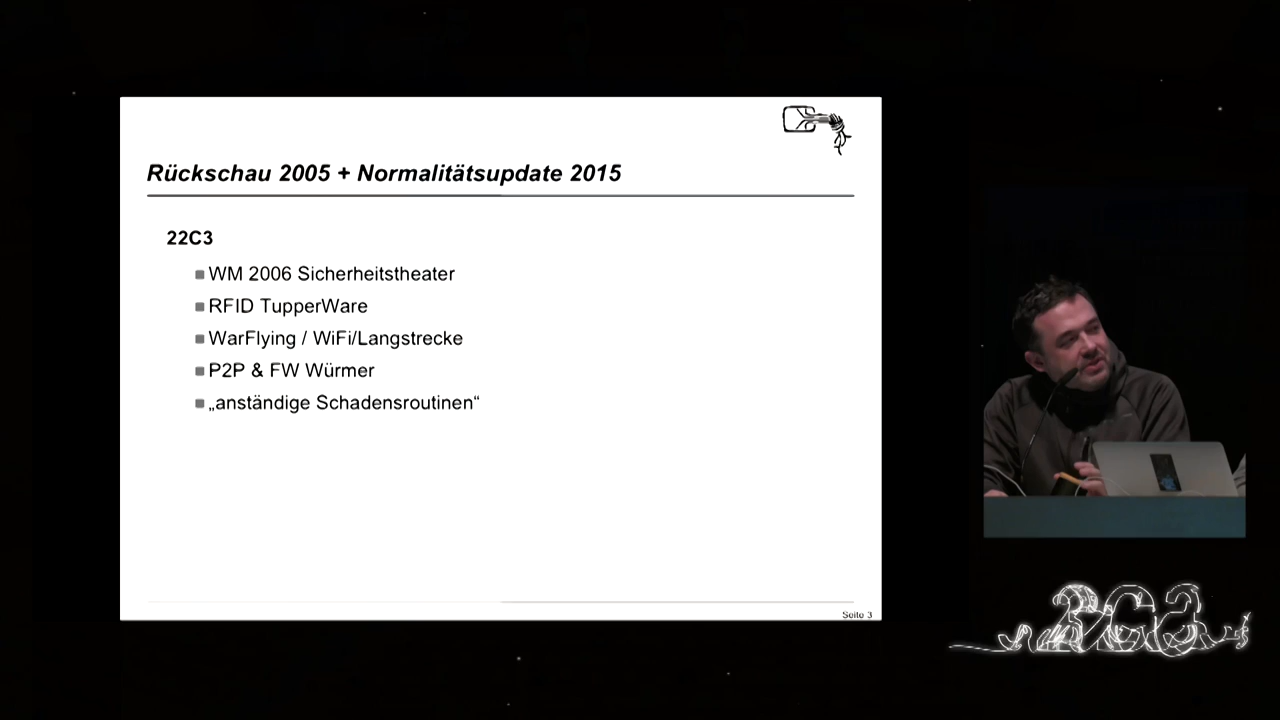 Rückschau 2005 + Normalitätsupdate 2015
22C3
WM 2006 Sicherheitstheater
RFID TupperWare
WarFlying / WiFi/Langstrecke
P2P & FW Würmer
„anständige Schadensroutinen“
Seite 3